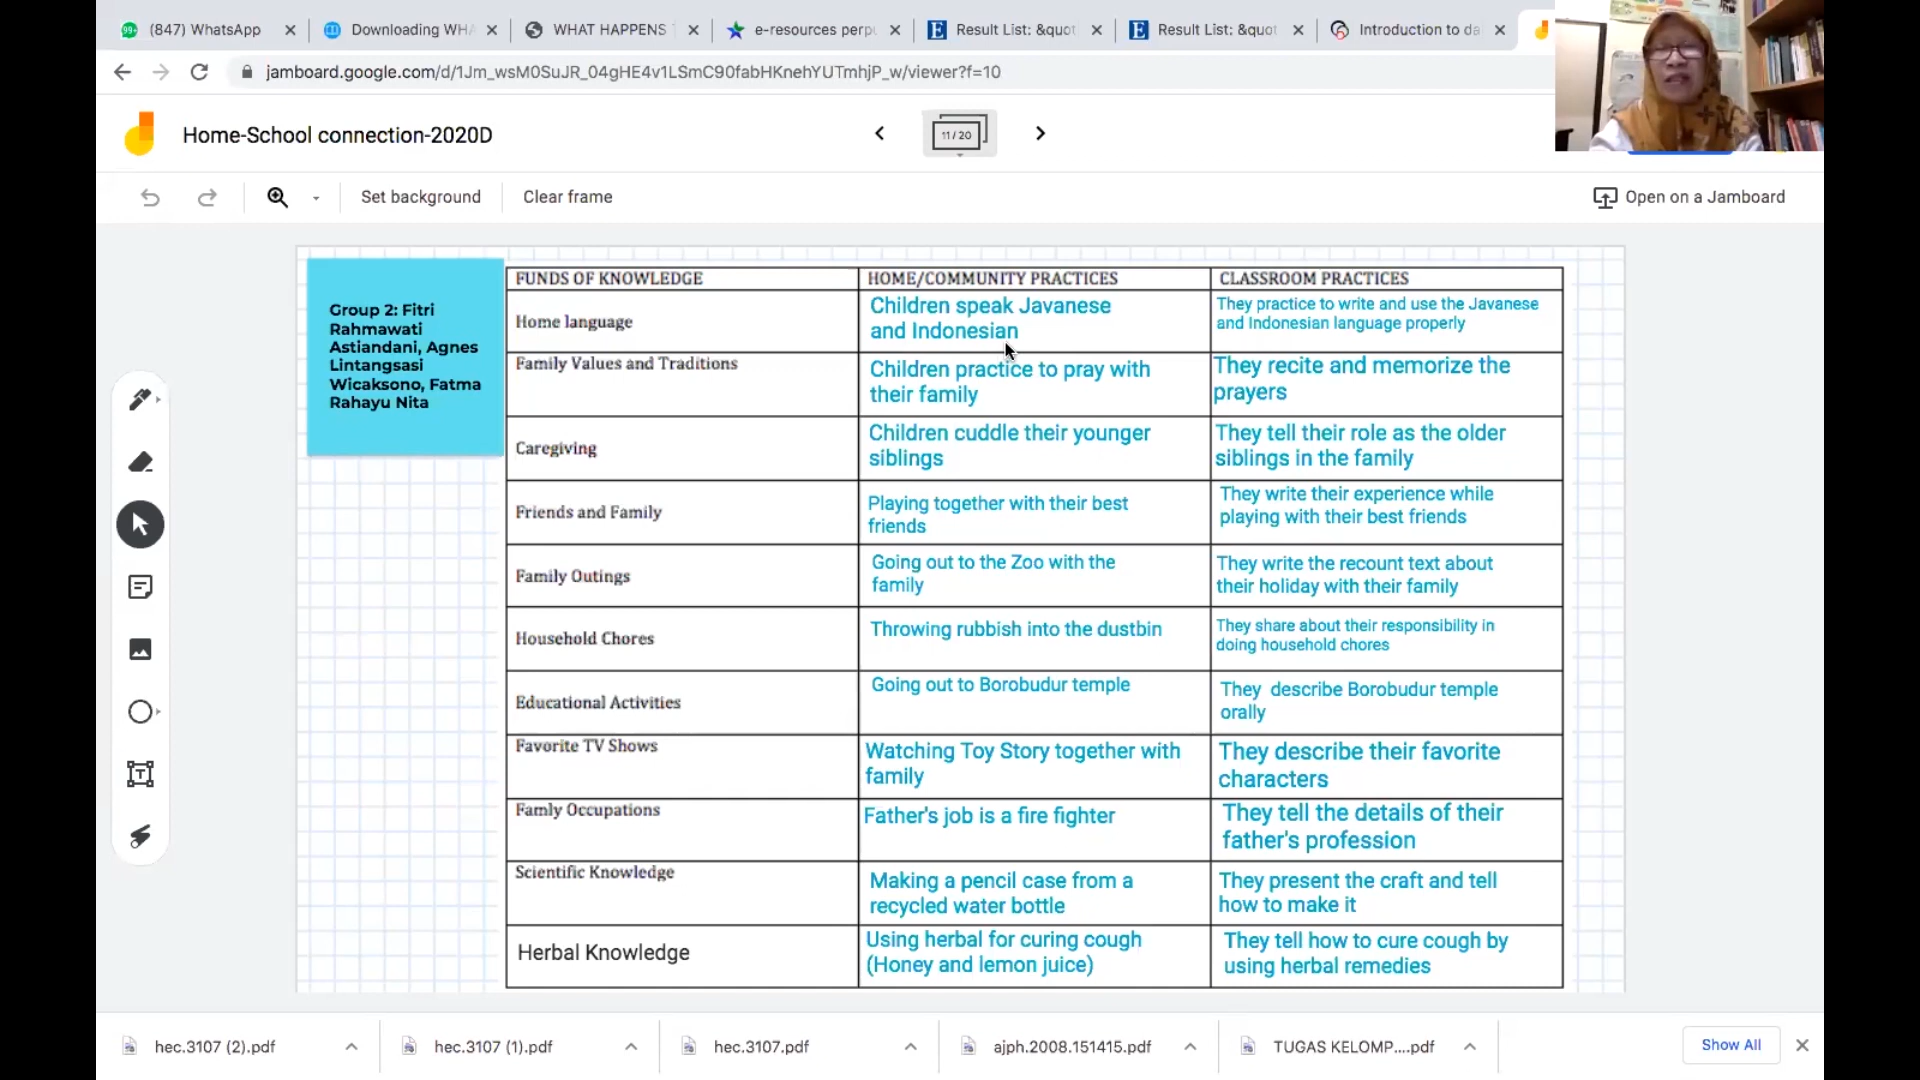 (847) WhatsApp
Downloading WHA
WHAT HAPPENS
e-resources perpu
Result List: &quot
Result List: &quot
Introduction to da
jamboard.google.com/d/1Jm_wsM0SuJR_04gHE4v1LSmC90fabHKnehYUTmhjP_w/viewer?f=10
Home-School connection-2020D
11 / 20
Set background
Clear frame
Open on a Jamboard
Group 2: Fitri
Rahmawati
Astiandani, Agnes
Lintangsasi
Wicaksono, Fatma
Rahayu Nita
FUNDS OF KNOWLEDGE
HOME/COMMUNITY PRACTICES
CLASSROOM PRACTICES
Home language
Children speak Javanese
and Indonesian
They practice to write and use the Javanese
and Indonesian language properly
Family Values and Traditions
Children practice to pray with
their family
They recite and memorize the
prayers
Caregiving
Children cuddle their younger
siblings
They tell their role as the older
siblings in the family
Friends and Family
Playing together with their best
friends
They write their experience while
playing with their best friends
Family Outings
Going out to the Zoo with the
family
They write the recount text about
their holiday with their family
Household Chores
Throwing rubbish into the dustbin
They share about their responsibility in
doing household chores
Educational Activities
Going out to Borobudur temple
They describe Borobudur temple
orally
Favorite TV Shows
Watching Toy Story together with
family
They describe their favorite
characters
Famly Occupations
Father's job is a fire fighter
They tell the details of their
father's profession
Scientific Knowledge
Making a pencil case from a
recycled water bottle
They present the craft and tell
how to make it
Herbal Knowledge
Using herbal for curing cough
(Honey and lemon juice)
They tell how to cure cough by
using herbal remedies
hec.3107 (2).pdf
hec.3107 (1).pdf
hec.3107.pdf
ajph.2008.151415.pdf
TUGAS KELOMP....pdf
Show All